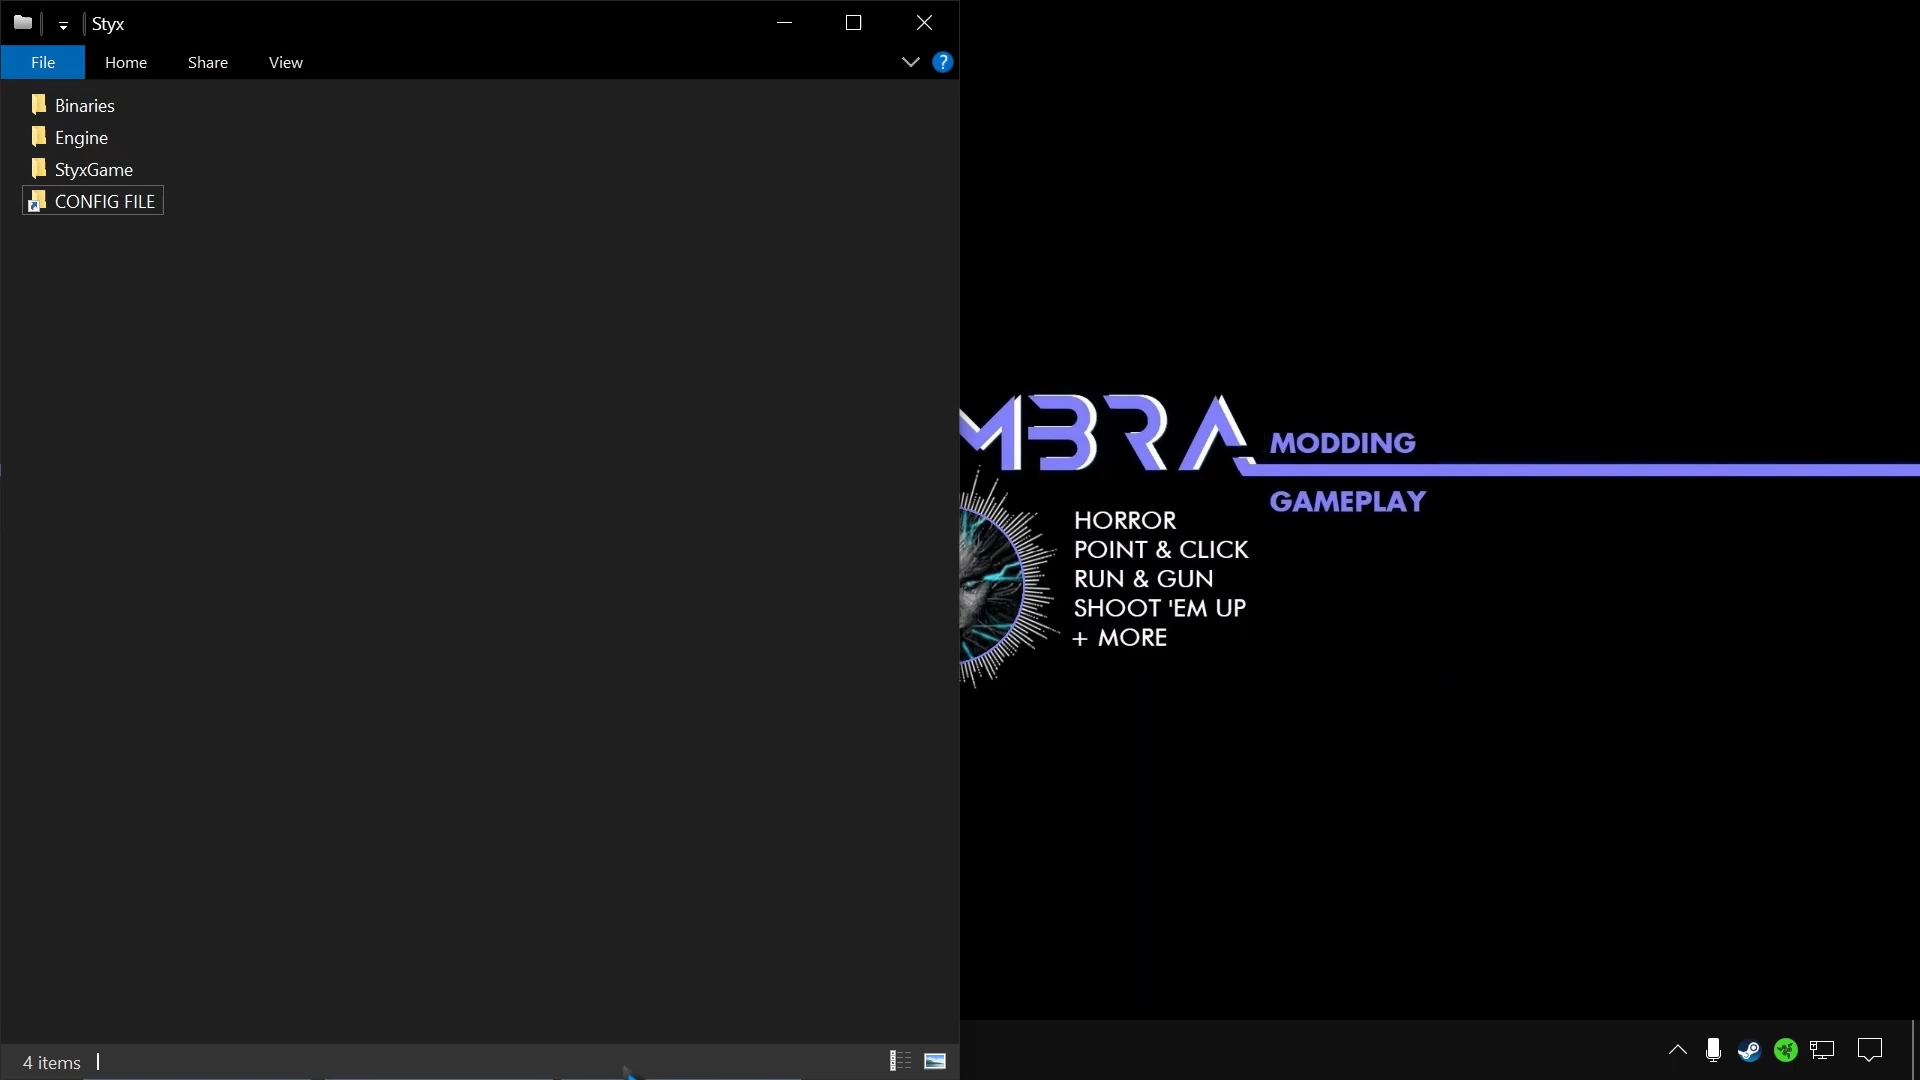 Styx
File Home Share View ?
Binaries
Engine
StyxGame
CONFIG FILE
MBRA
MODDING
GAMEPLAY
HORROR
POINT & CLICK
RUN & GUN
SHOOT 'EM UP
+ MORE
4 items